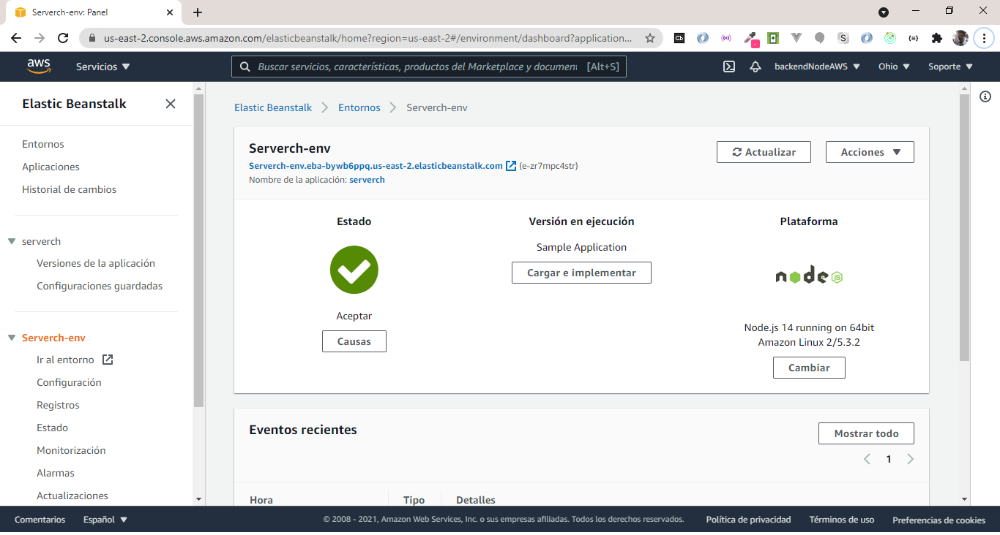 Serverch-env: Panel
us-east-2.console.aws.amazon.com/elasticbeanstalk/home?region=us-east-2#/environment/dashboard?application...
aws
Servicios
Buscar servicios, características, productos del Marketplace y documen
[Alt+S]
backendNodeAWS
Ohio
Soporte
Elastic Beanstalk
Entornos
Aplicaciones
Historial de cambios
serverch
Versiones de la aplicación
Configuraciones guardadas
Serverch-env
Ir al entorno
Configuración
Registros
Estado
Monitorización
Alarmas
Actualizaciones
Elastic Beanstalk
Entornos
Serverch-env
Serverch-env
Serverch-env.eba-bywb6ppq.us-east-2.elasticbeanstalk.com (e-zr7mpc4str)
Nombre de la aplicación: serverch
Actualizar
Acciones
Estado
Aceptar
Causas
Versión en ejecución
Sample Application
Cargar e implementar
Plataforma
node JS
Node.js 14 running on 64bit
Amazon Linux 2/5.3.2
Cambiar
Eventos recientes
Mostrar todo
1
Hora
Tipo
Detalles
Comentarios
Español
© 2008 - 2021, Amazon Web Services, Inc. o sus empresas afiliadas. Todos los derechos reservados.
Política de privacidad
Términos de uso
Preferencias de cookies